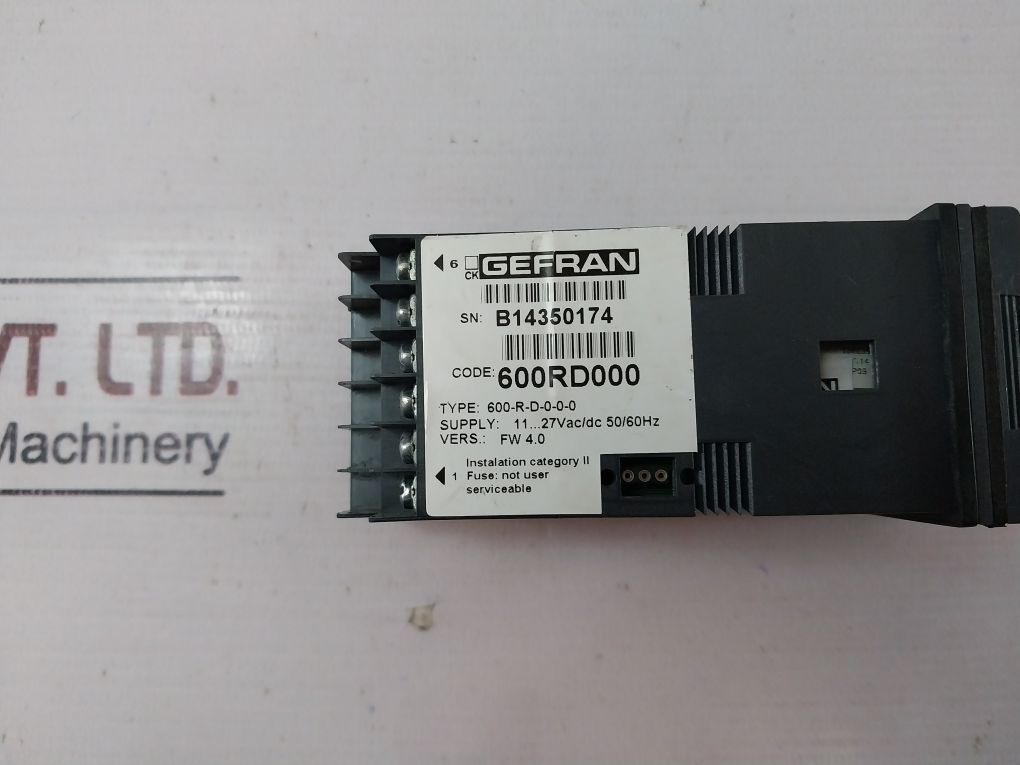 6 CK GEFRAN
SN: B14350174
CODE: 600RD000
TYPE: 600-R-D-0-0-0
SUPPLY: 11...27Vac/dc 50/60Hz
VERS.: FW 4.0
Instalation category II
1 Fuse: not user
serviceable
VT. LTD.
Machinery